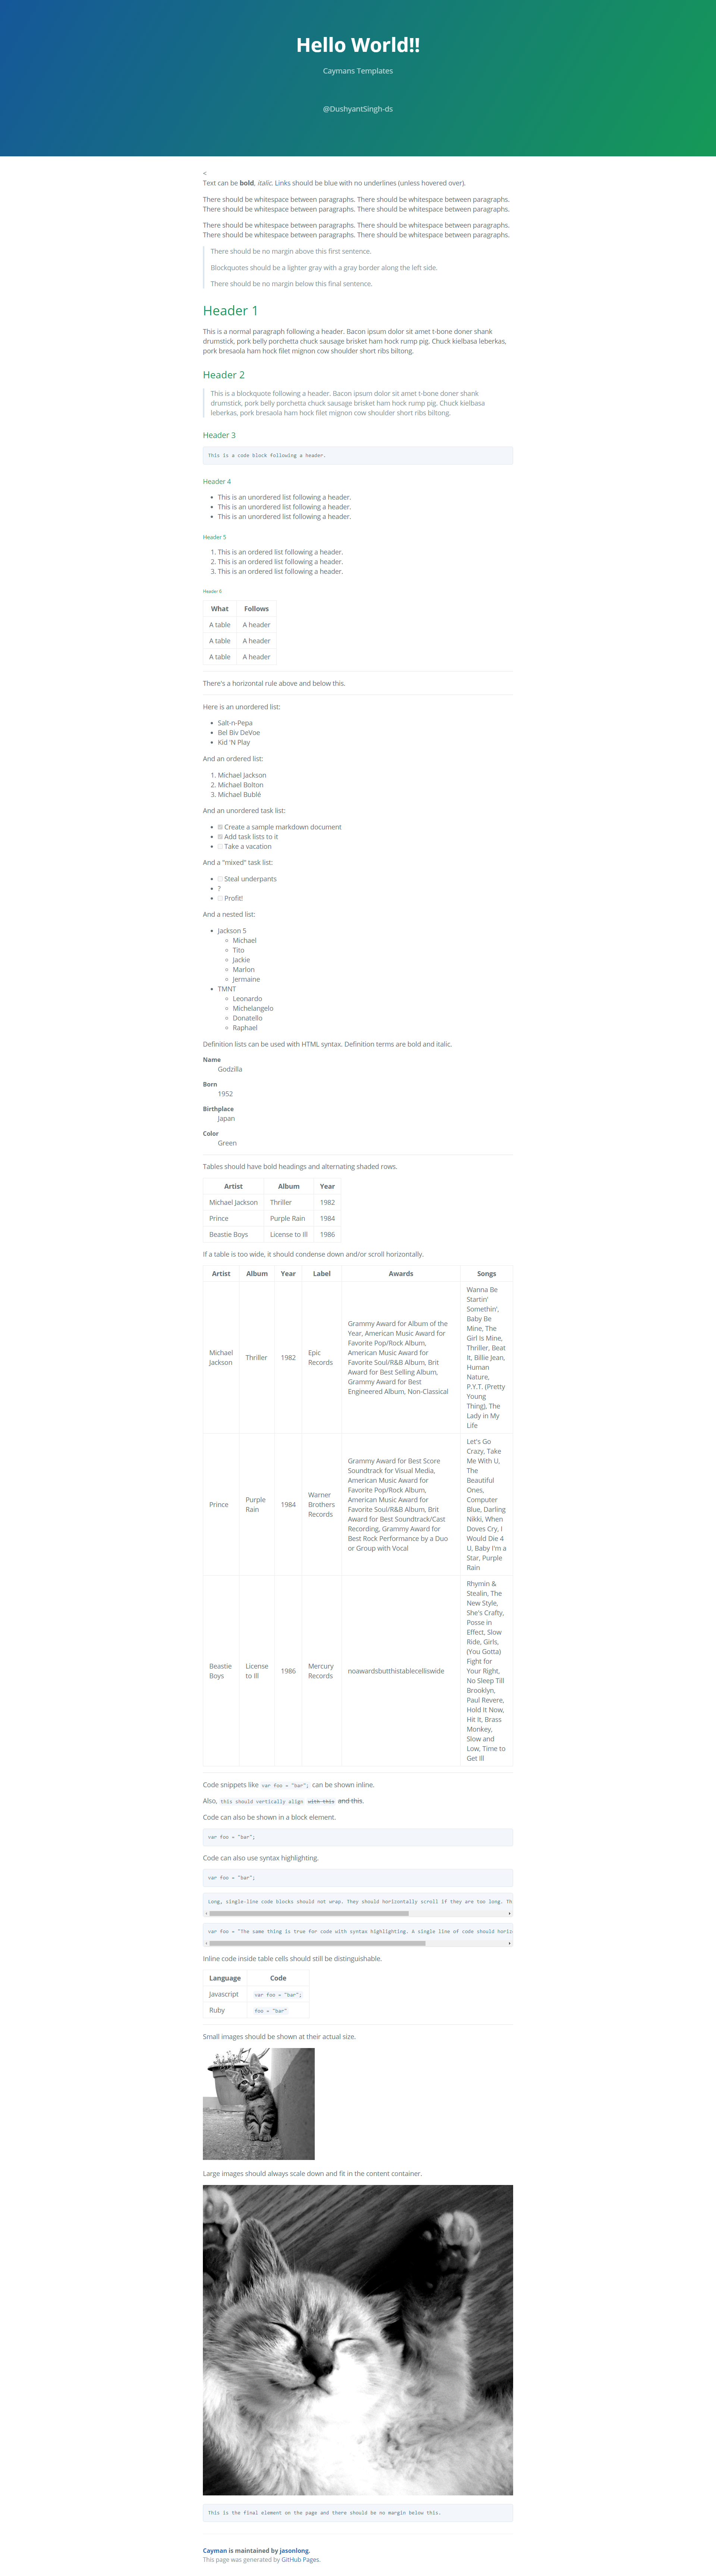 Hello World!!
Caymans Templates
@DushyantSingh-ds
<
Text can be bold, italic. Links should be blue with no underlines (unless hovered over).
There should be whitespace between paragraphs. There should be whitespace between paragraphs.
There should be whitespace between paragraphs. There should be whitespace between paragraphs.
There should be whitespace between paragraphs. There should be whitespace between paragraphs.
There should be whitespace between paragraphs. There should be whitespace between paragraphs.
There should be no margin above this first sentence.
Blockquotes should be a lighter gray with a gray border along the left side.
There should be no margin below this final sentence.
Header 1
This is a normal paragraph following a header. Bacon ipsum dolor sit amet t-bone doner shank
drumstick, pork belly porchetta chuck sausage brisket ham hock rump pig. Chuck kielbasa leberkas,
pork bresaola ham hock filet mignon cow shoulder short ribs biltong.
Header 2
This is a blockquote following a header. Bacon ipsum dolor sit amet t-bone doner shank
drumstick, pork belly porchetta chuck sausage brisket ham hock rump pig. Chuck kielbasa
leberkas, pork bresaola ham hock filet mignon cow shoulder short ribs biltong.
Header 3
This is a code block following a header.
Header 4
• This is an unordered list following a header.
• This is an unordered list following a header.
• This is an unordered list following a header.
Header 5
1. This is an ordered list following a header.
2. This is an ordered list following a header.
3. This is an ordered list following a header.
Header 6
What Follows
A table A header
A table A header
A table A header
There's a horizontal rule above and below this.
Here is an unordered list:
• Salt-n-Pepa
• Bel Biv DeVoe
• Kid 'N Play
And an ordered list:
1. Michael Jackson
2. Michael Bolton
3. Michael Bublé
And an unordered task list:
• Create a sample markdown document
• Add task lists to it
• Take a vacation
And a "mixed" task list:
• Steal underpants
• ?
• Profit!
And a nested list:
• Jackson 5
Michael
Tito
Jackie
Marlon
Jermaine
• TMNT
Leonardo
Michelangelo
Donatello
Raphael
Definition lists can be used with HTML syntax. Definition terms are bold and italic.
Name
Godzilla
Born
1952
Birthplace
Japan
Color
Green
Tables should have bold headings and alternating shaded rows.
Artist Album Year
Michael Jackson Thriller 1982
Prince Purple Rain 1984
Beastie Boys License to Ill 1986
If a table is too wide, it should condense down and/or scroll horizontally.
Artist Album Year Label Awards Songs
Michael
Jackson
Thriller
1982
Epic
Records
Grammy Award for Album of the
Year, American Music Award for
Favorite Pop/Rock Album,
American Music Award for
Favorite Soul/R&B Album, Brit
Award for Best Selling Album,
Grammy Award for Best
Engineered Album, Non-Classical
Wanna Be
Startin'
Somethin',
Baby Be
Mine, The
Girl Is Mine,
Thriller, Beat
It, Billie Jean,
Human
Nature,
P.Y.T. (Pretty
Young
Thing), The
Lady in My
Life
Prince
Purple
Rain
1984
Warner
Brothers
Records
Grammy Award for Best Score
Soundtrack for Visual Media,
American Music Award for
Favorite Pop/Rock Album,
American Music Award for
Favorite Soul/R&B Album, Brit
Award for Best Soundtrack/Cast
Recording, Grammy Award for
Best Rock Performance by a Duo
or Group with Vocal
Let's Go
Crazy, Take
Me With U,
The
Beautiful
Ones,
Computer
Blue, Darling
Nikki, When
Doves Cry, I
Would Die 4
U, Baby I'm a
Star, Purple
Rain
Beastie
Boys
License
to Ill
1986
Mercury
Records
noawardsbutthistablecelliswide
Rhymin &
Stealin, The
New Style,
She's Crafty,
Posse in
Effect, Slow
Ride, Girls,
(You Gotta)
Fight for
Your Right,
No Sleep Till
Brooklyn,
Paul Revere,
Hold It Now,
Hit It, Brass
Monkey,
Slow and
Low, Time to
Get Ill
Code snippets like var foo = "bar"; can be shown inline.
Also, this should vertically align with this and this.
Code can also be shown in a block element.
var foo = "bar";
Code can also use syntax highlighting.
var foo = "bar";
Long, single-line code blocks should not wrap. They should horizontally scroll if they are too long. Th
var foo = "The same thing is true for code with syntax highlighting. A single line of code should horiz
Inline code inside table cells should still be distinguishable.
Language Code
Javascript var foo = "bar";
Ruby foo = "bar"
Small images should be shown at their actual size.
Large images should always scale down and fit in the content container.
This is the final element on the page and there should be no margin below this.
Cayman is maintained by jasonlong.
This page was generated by GitHub Pages.